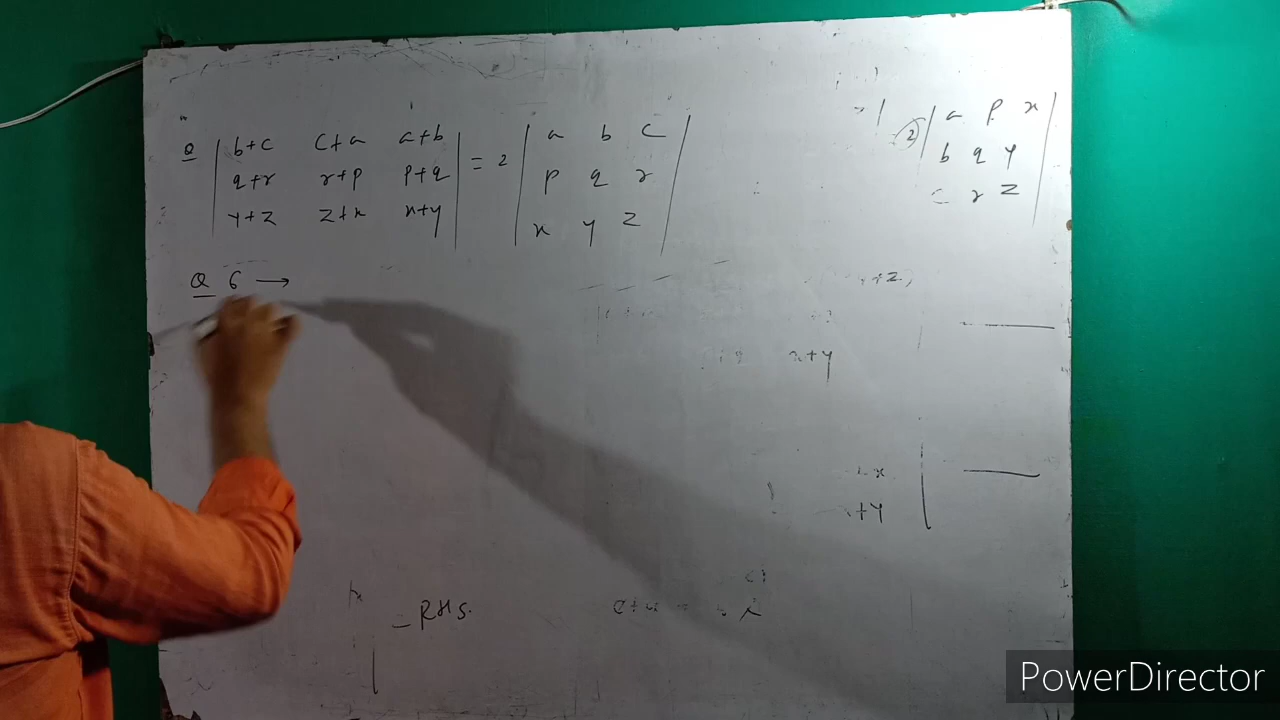 Q | b+c c+a a+b | = 2 | a b c |
| q+r r+p p+q | | p q r |
| y+z z+x x+y | | x y z |
(2) | a p x |
b q y
c r z
Q 6 →
+z)
x+y
x
x+y
= RHS.
PowerDirector